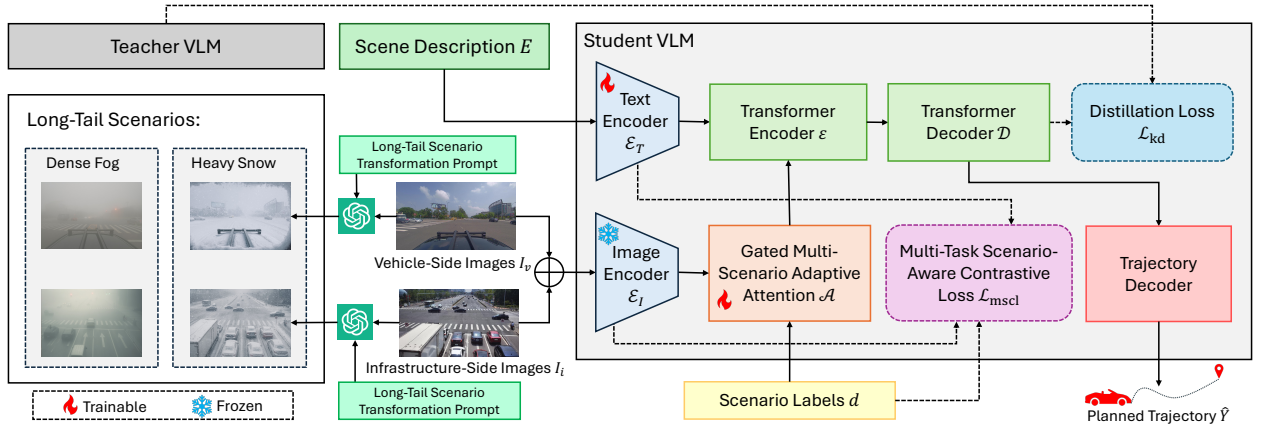 Teacher VLM
Scene Description E
Student VLM
Long-Tail Scenarios:
Dense Fog
Heavy Snow
Long-Tail Scenario
Transformation Prompt
Vehicle-Side Images I_v
Infrastructure-Side Images I_i
Long-Tail Scenario
Transformation Prompt
Text
Encoder
ℰ_T
Transformer
Encoder ε
Transformer
Decoder 𝒟
Distillation Loss
ℒ_kd
Image
Encoder
ℰ_I
Gated Multi-
Scenario Adaptive
Attention 𝒜
Multi-Task Scenario-
Aware Contrastive
Loss ℒ_mscl
Trajectory
Decoder
Trainable
Frozen
Scenario Labels d
Planned Trajectory Ŷ